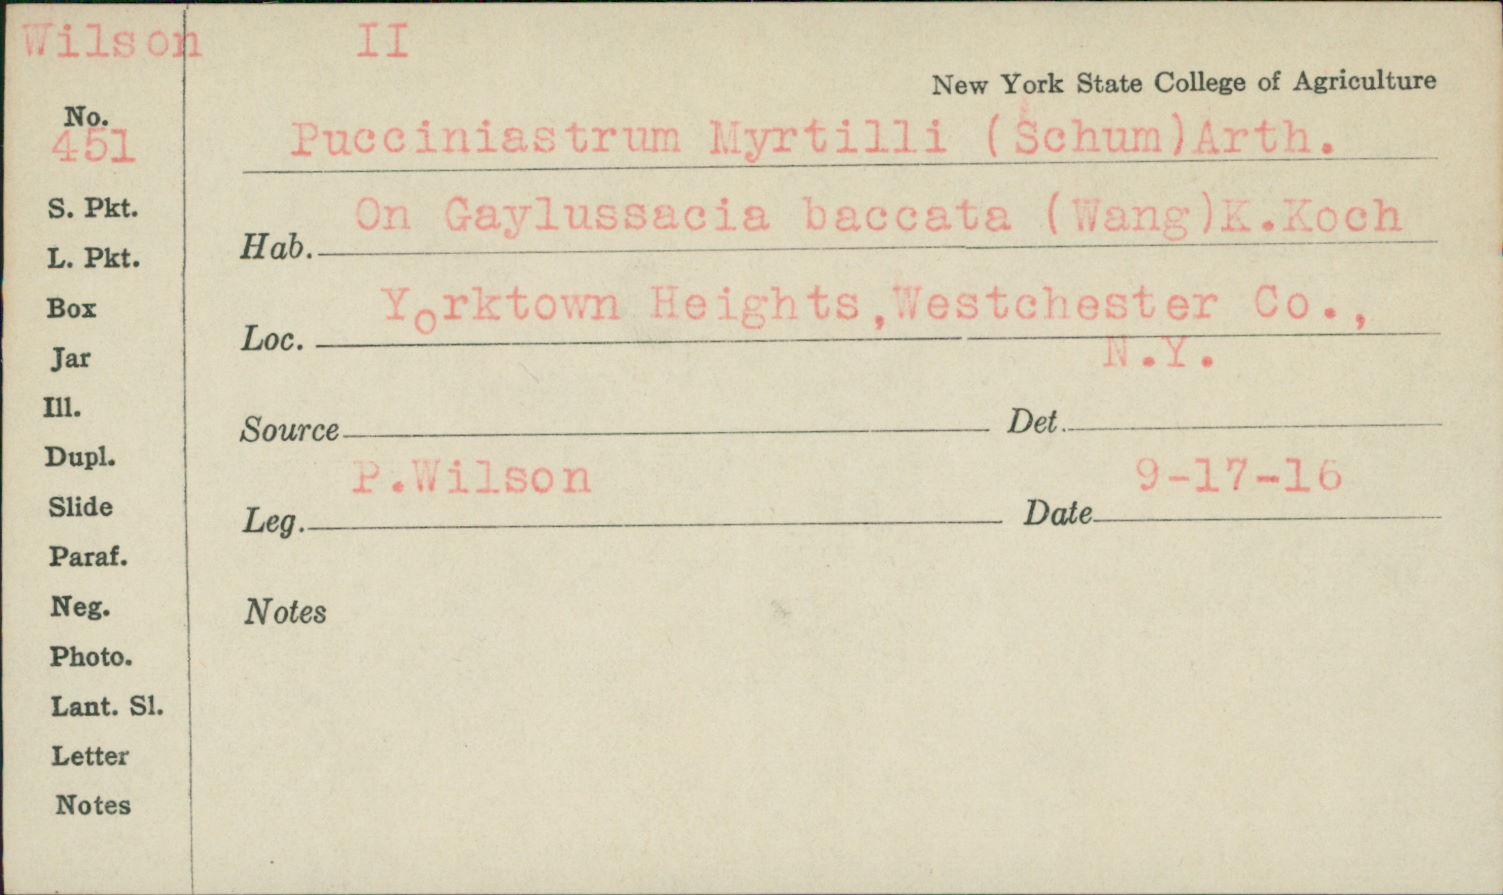 Wilson II
New York State College of Agriculture
No.
451
Pucciniastrum Myrtilli (Schum)Arth.
S. Pkt.
On Gaylussacia baccata (Wang)K.Koch
Hab.
L. Pkt.
Box
Yorktown Heights,Westchester Co.,
Loc.
N.Y.
Jar
Ill.
Source Det.
Dupl.
P.Wilson 9-17-16
Slide
Leg. Date
Paraf.
Neg.
Notes
Photo.
Lant. Sl.
Letter
Notes